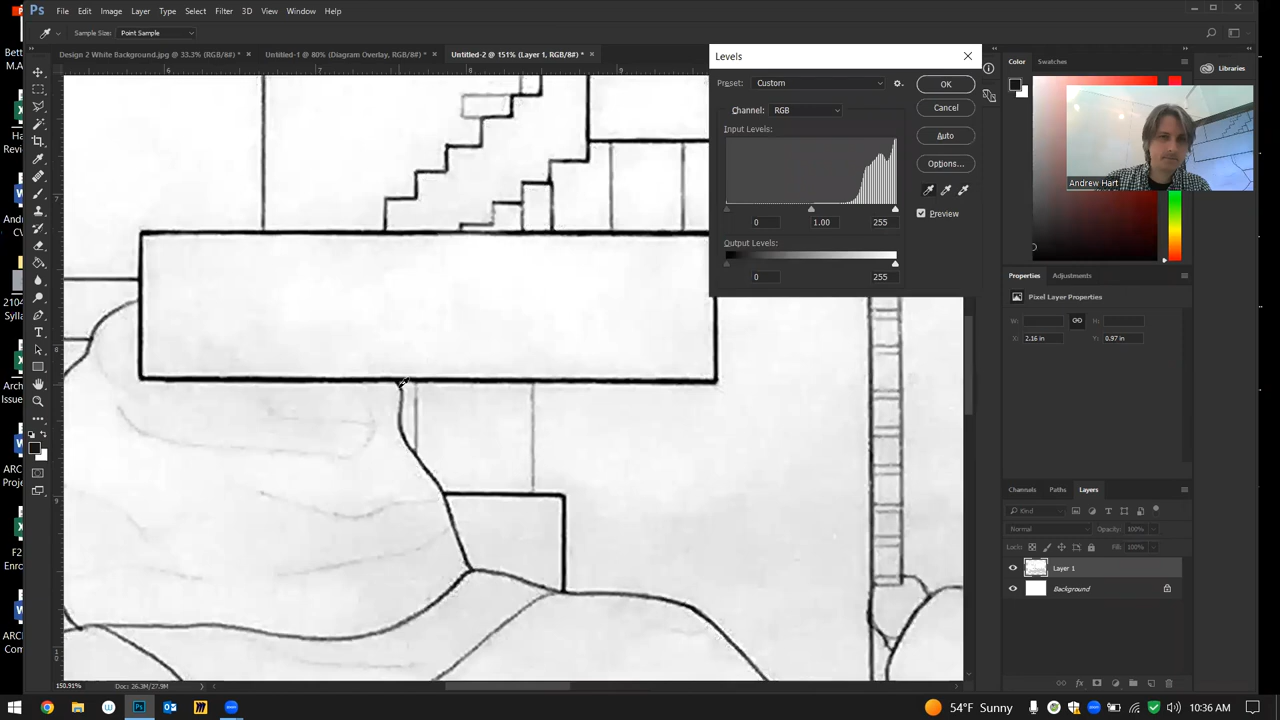 Ps File Edit Image Layer Type Select Filter 3D View Window Help
Sample Size: Point Sample
Design 2 White Background.jpg @ 33.3% (RGB/8#) * × Untitled-1 @ 80% (Diagram Overlay, RGB/8#) * × Untitled-2 @ 151% (Layer 1, RGB/8#) * ×
Levels
Preset: Custom
OK
Channel: RGB
Cancel
Input Levels:
Auto
Options...
Preview
0 1.00 255
Output Levels:
0 255
Color Swatches
Libraries
Andrew Hart
Properties Adjustments
Pixel Layer Properties
W: H:
X: 2.16 in Y: 0.97 in
Channels Paths Layers
Kind
Normal Opacity: 100%
Lock: Fill: 100%
Layer 1
Background
150.91% Doc: 26.3M/27.9M
54°F Sunny
10:36 AM